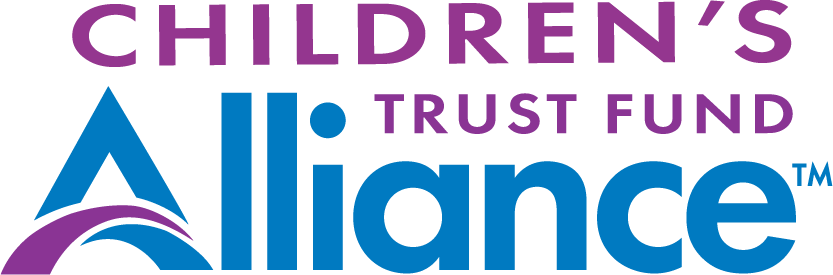 CHILDREN'S
TRUST FUND
Alliance™